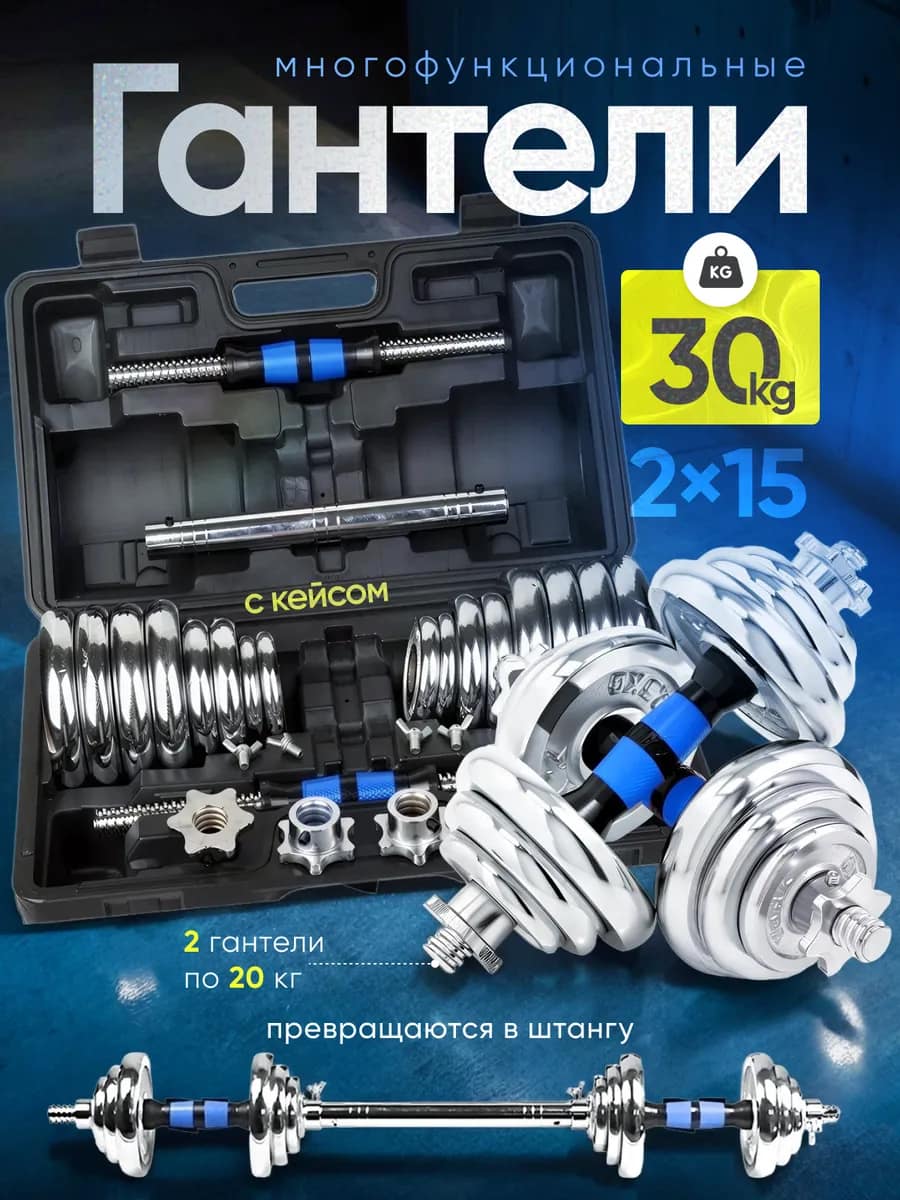 многофункциональные
Гантели
KG
30kg
2×15
с кейсом
2 гантели
по 20 кг
превращаются в штангу